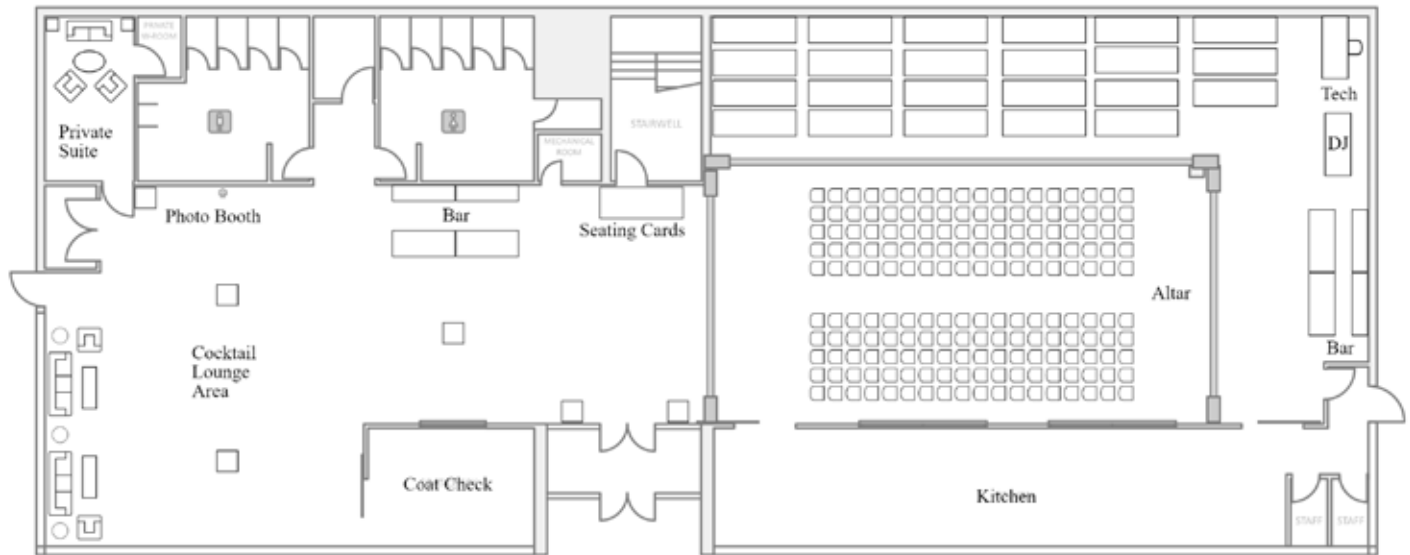 PRIVATE
W-ROOM
Tech
Private
Suite
STAIRWELL
DJ
MECHANICAL
ROOM
Photo Booth
Bar
Seating Cards
Altar
Cocktail
Lounge
Area
Bar
Coat Check
Kitchen
STAFF
STAFF